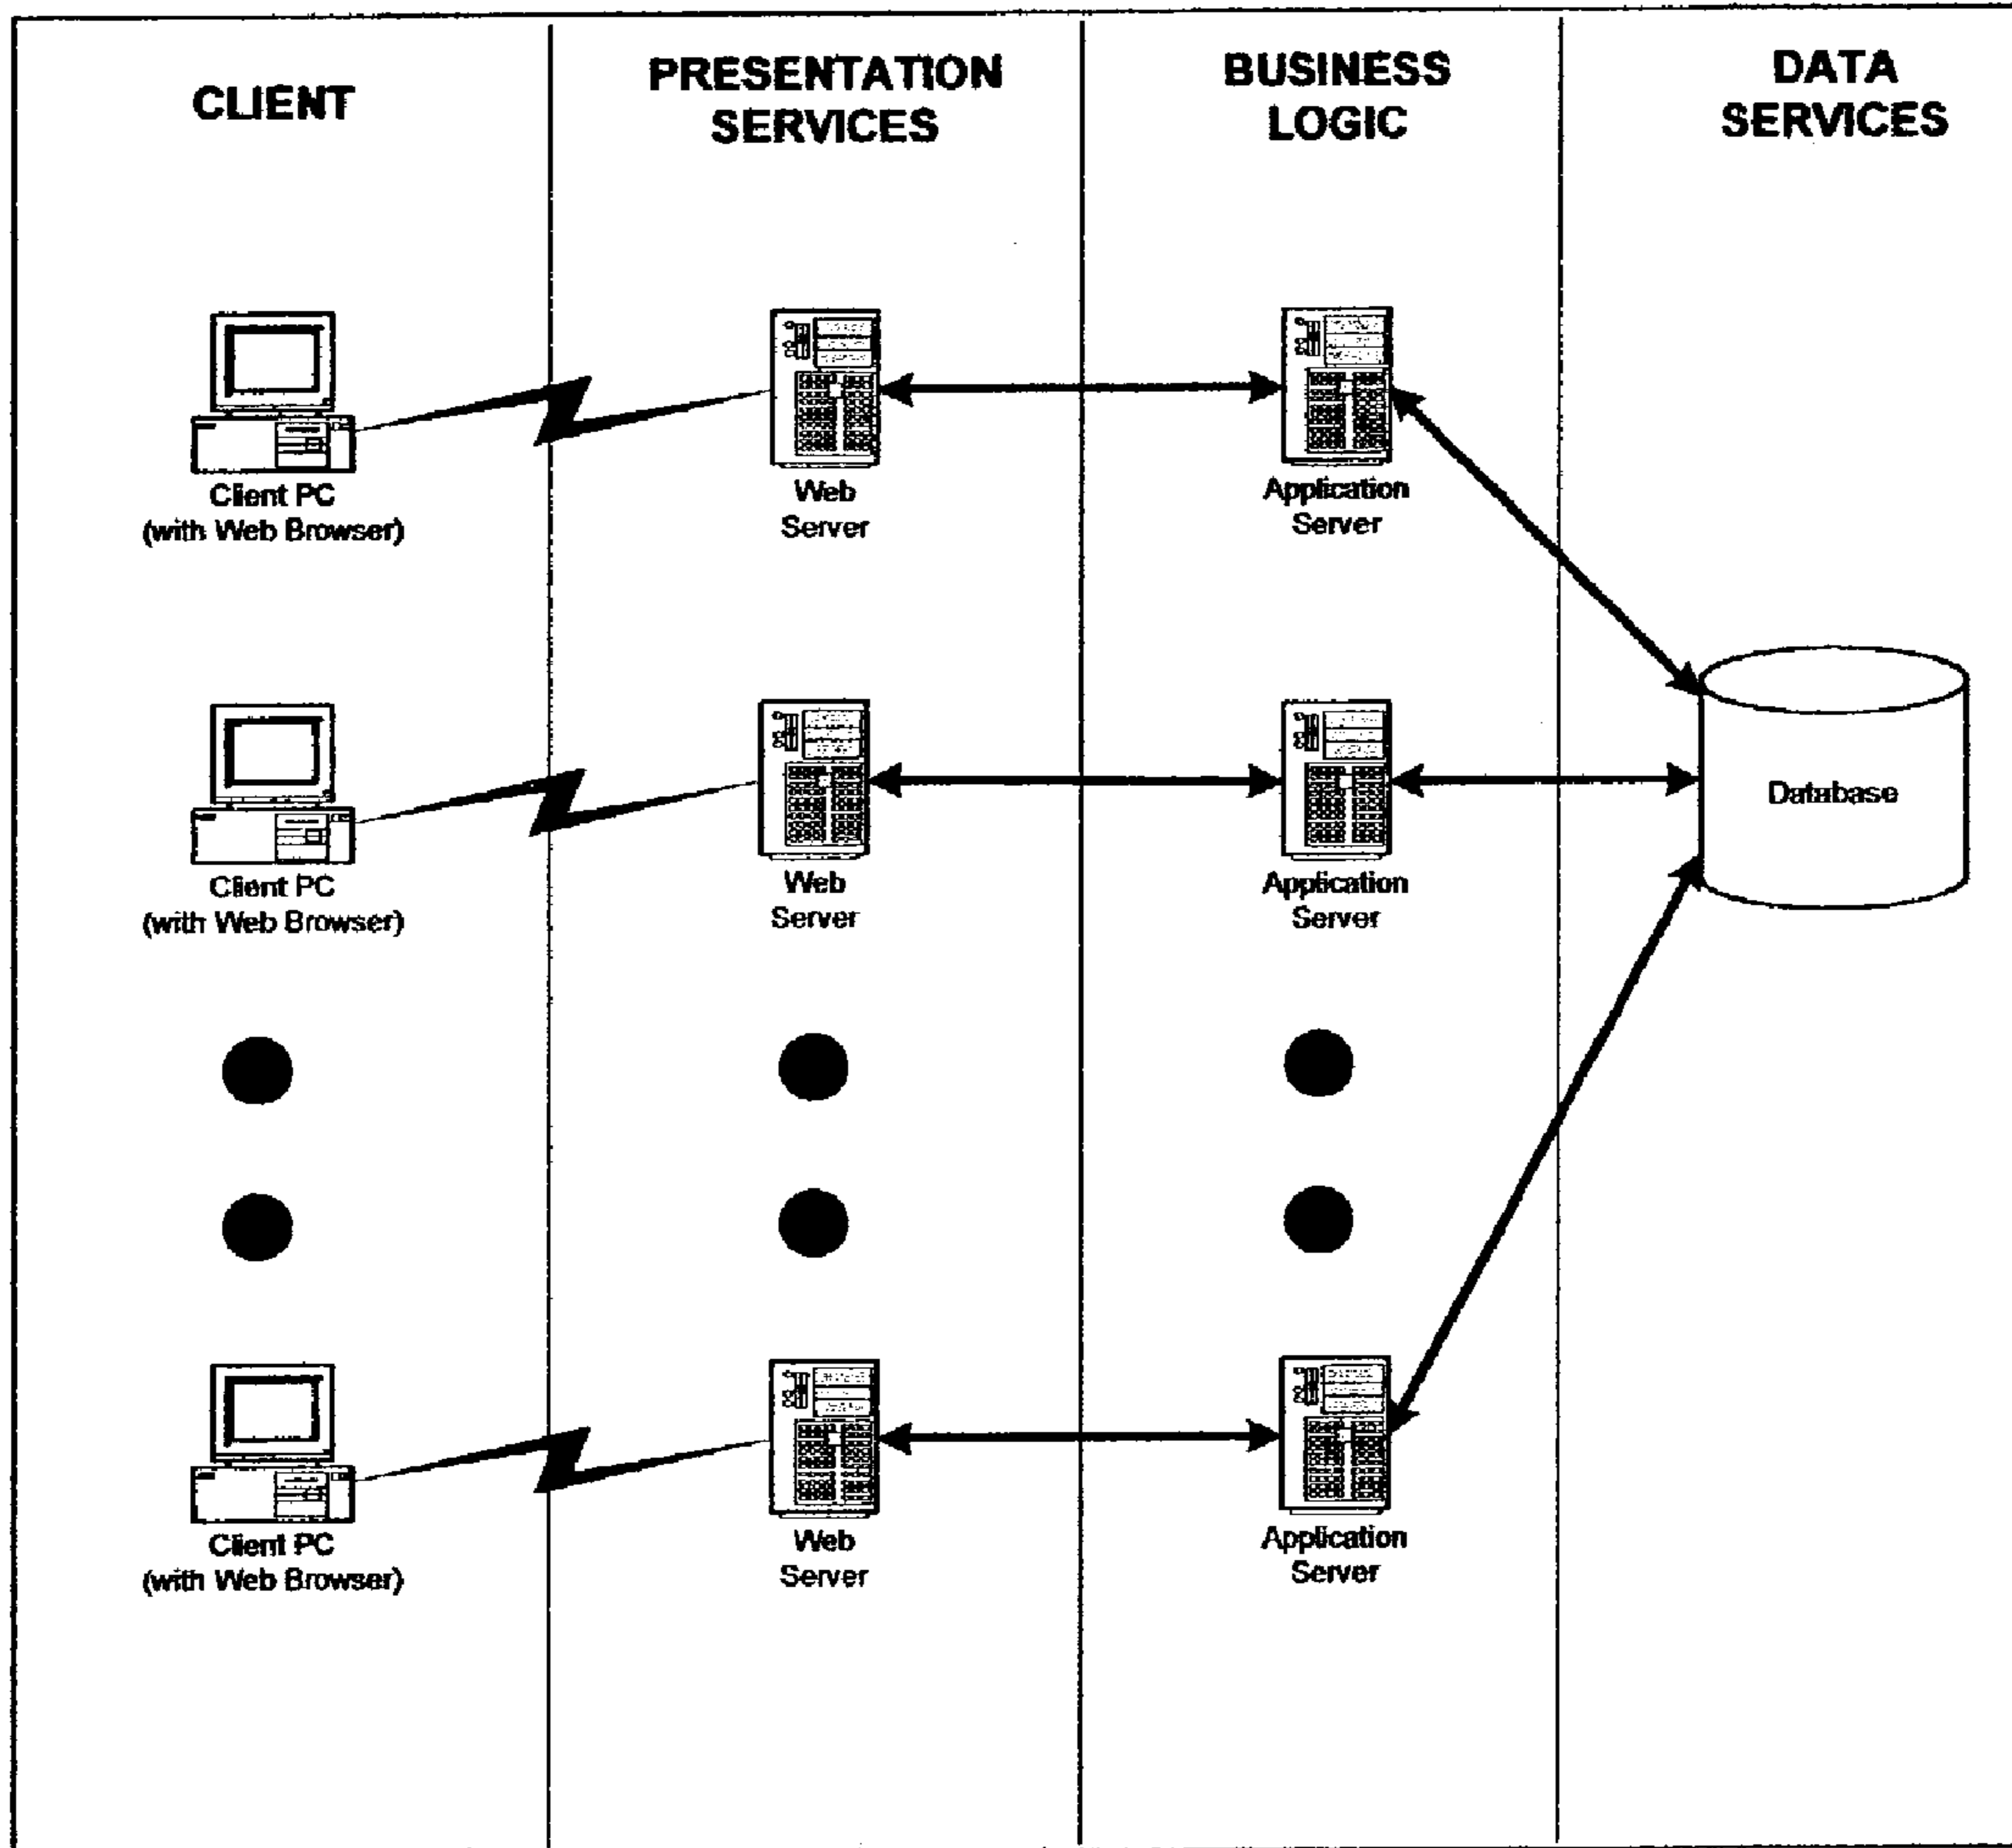 CLIENT
PRESENTATION
SERVICES
BUSINESS
LOGIC
DATA
SERVICES
Client PC
(with Web Browser)
Web
Server
Application
Server
Client PC
(with Web Browser)
Web
Server
Application
Server
Database
Client PC
(with Web Browser)
Web
Server
Application
Server